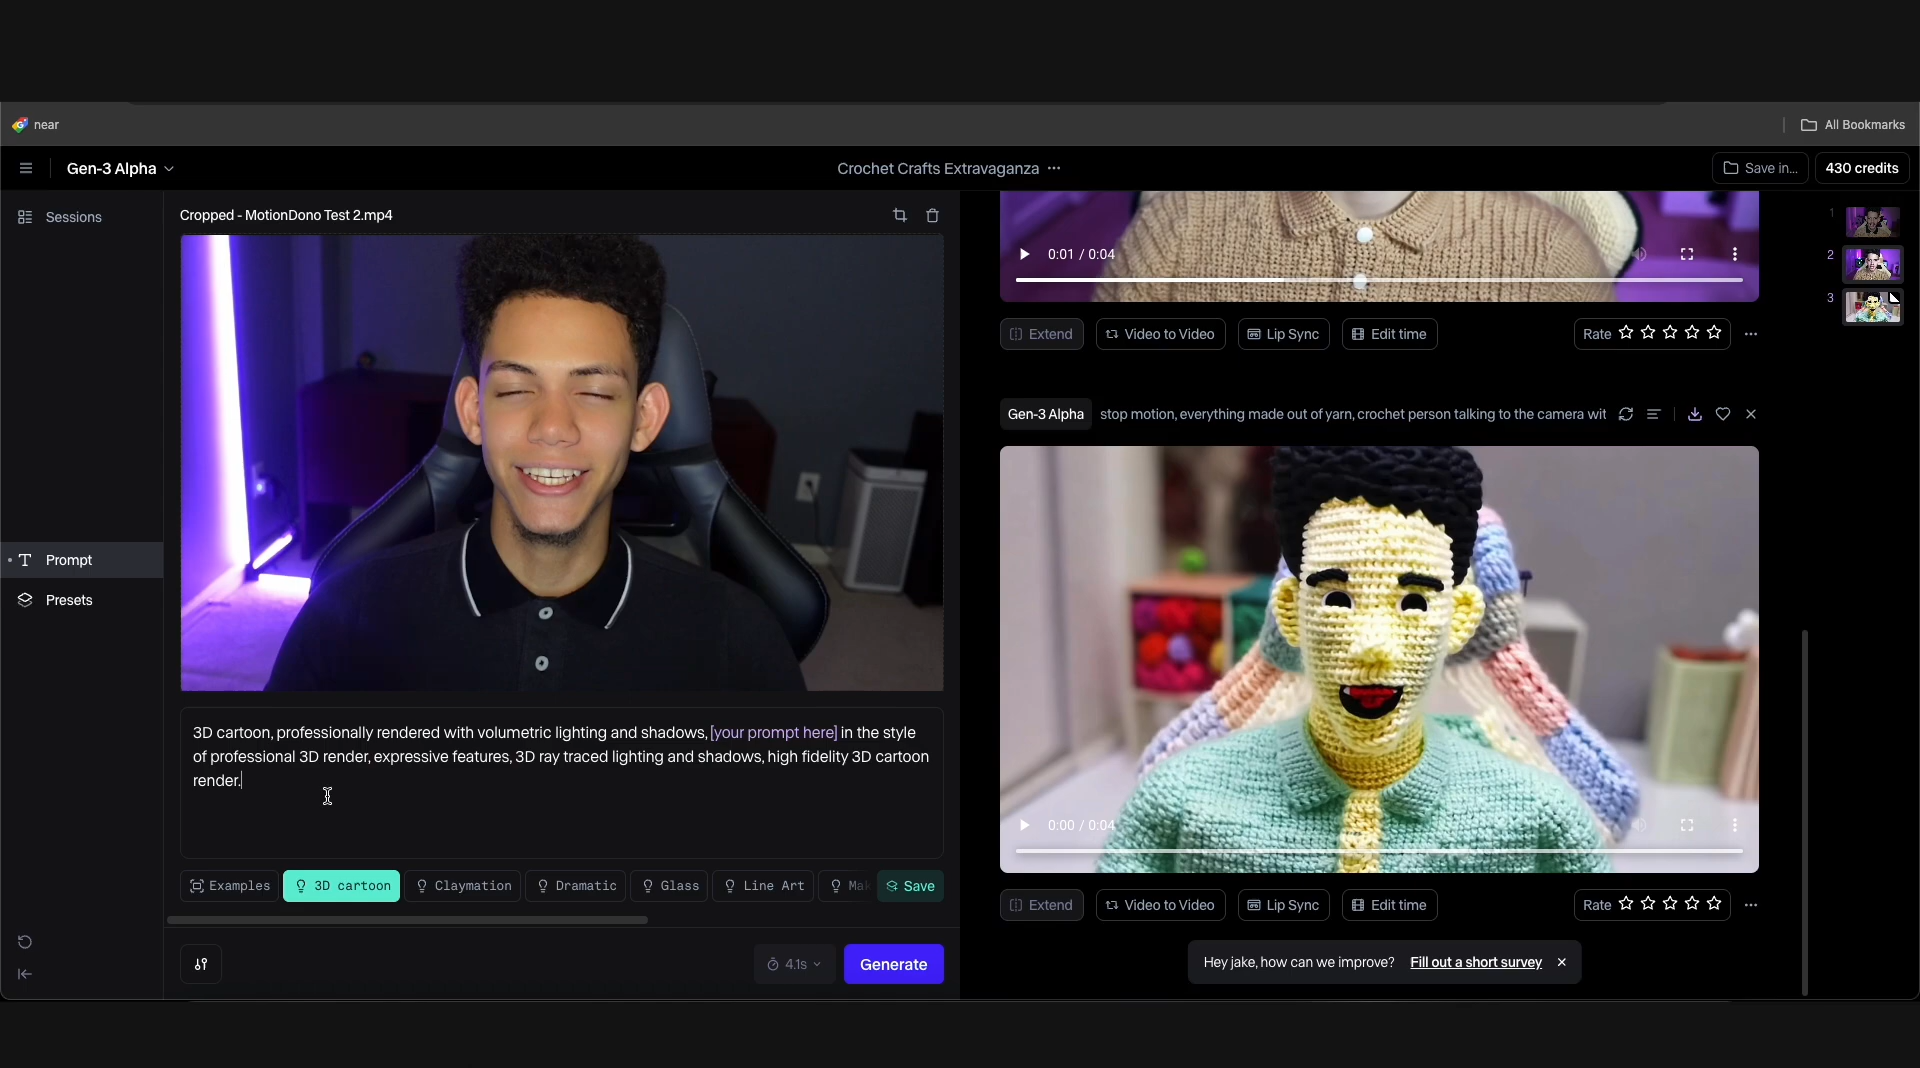 near
All Bookmarks
Gen-3 Alpha
Crochet Crafts Extravaganza
Save in...
430 credits
Sessions
Prompt
Presets
Cropped - MotionDono Test 2.mp4
3D cartoon, professionally rendered with volumetric lighting and shadows, [your prompt here] in the style
of professional 3D render, expressive features, 3D ray traced lighting and shadows, high fidelity 3D cartoon
render.
Examples
3D cartoon
Claymation
Dramatic
Glass
Line Art
Mak
Save
4.1s
Generate
0:01 / 0:04
Extend
Video to Video
Lip Sync
Edit time
Rate
Gen-3 Alpha
stop motion, everything made out of yarn, crochet person talking to the camera wit
0:00 / 0:04
Extend
Video to Video
Lip Sync
Edit time
Rate
Hey jake, how can we improve? Fill out a short survey
1
2
3